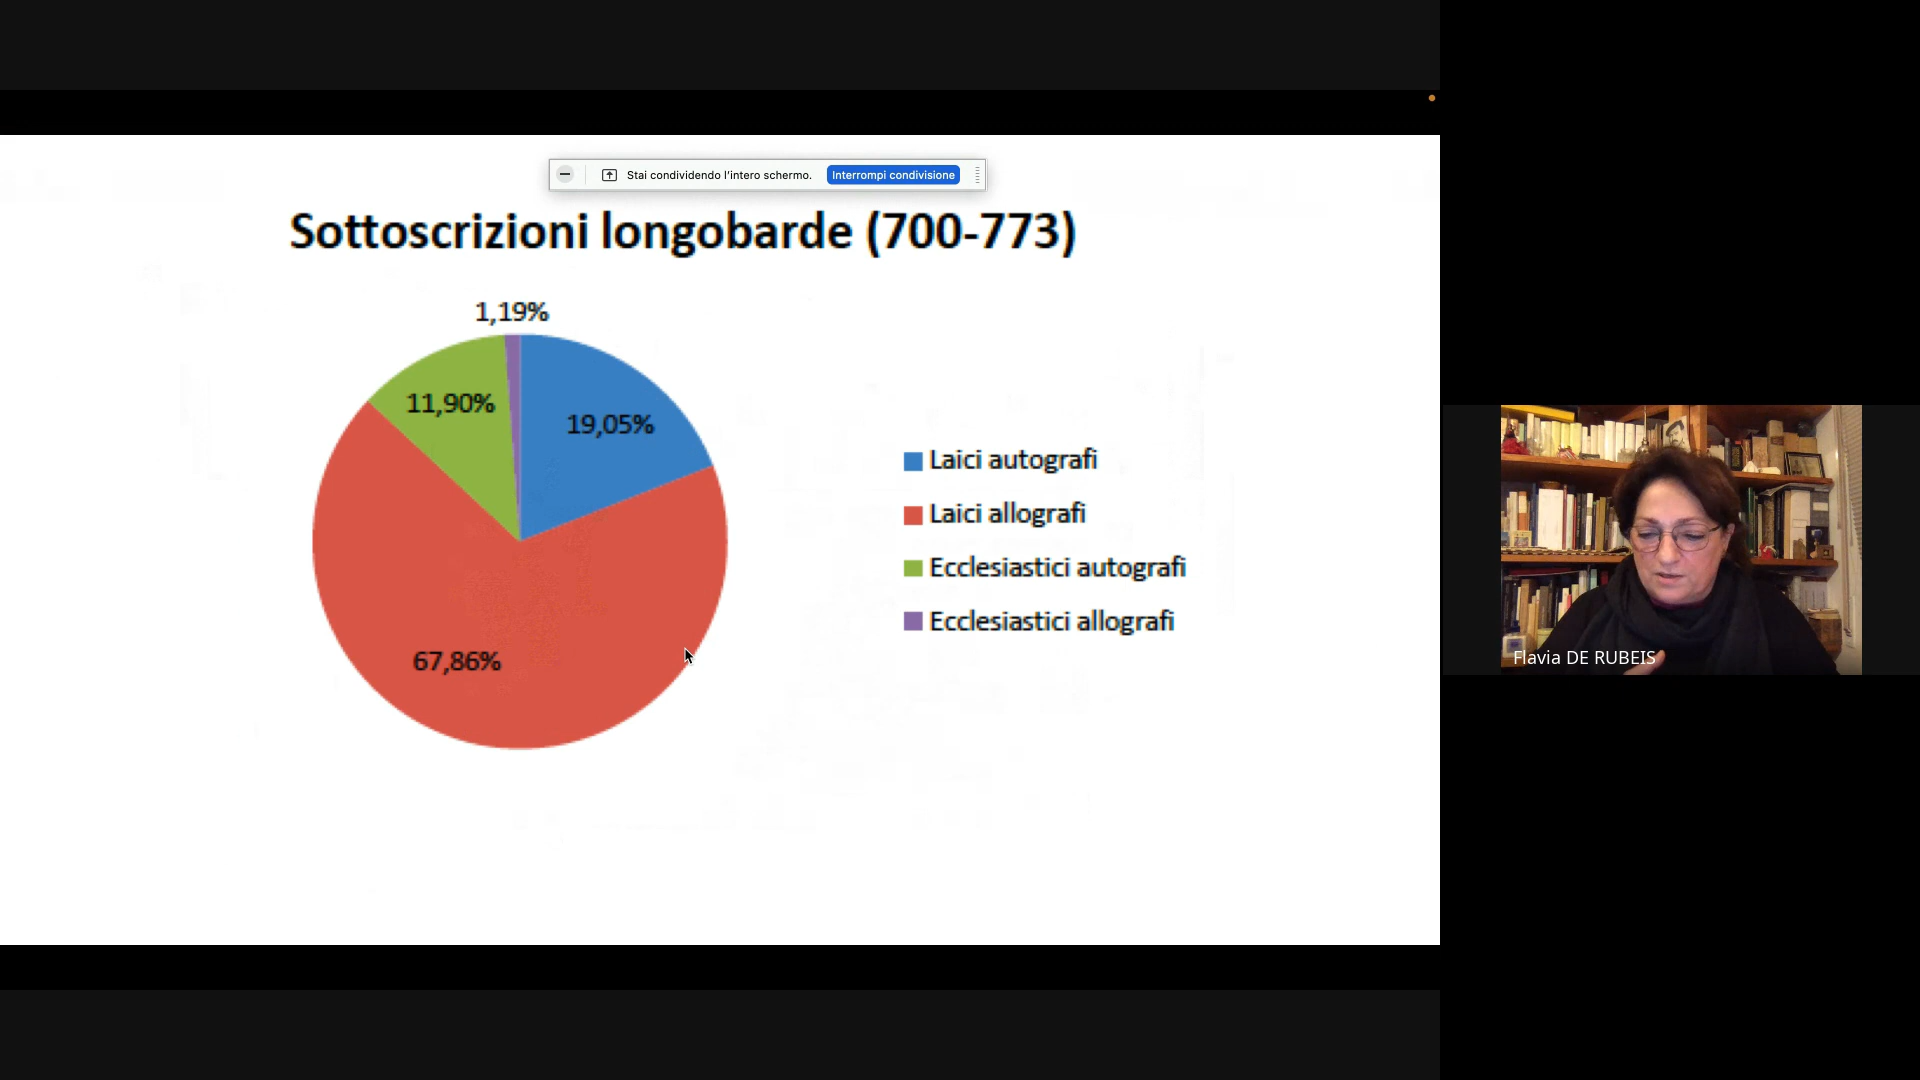 Stai condividendo l'intero schermo. Interrompi condivisione
Sottoscrizioni longobarde (700-773)
1,19%
11,90%
19,05%
67,86%
Laici autografi
Laici allografi
Ecclesiastici autografi
Ecclesiastici allografi
Flavia DE RUBEIS